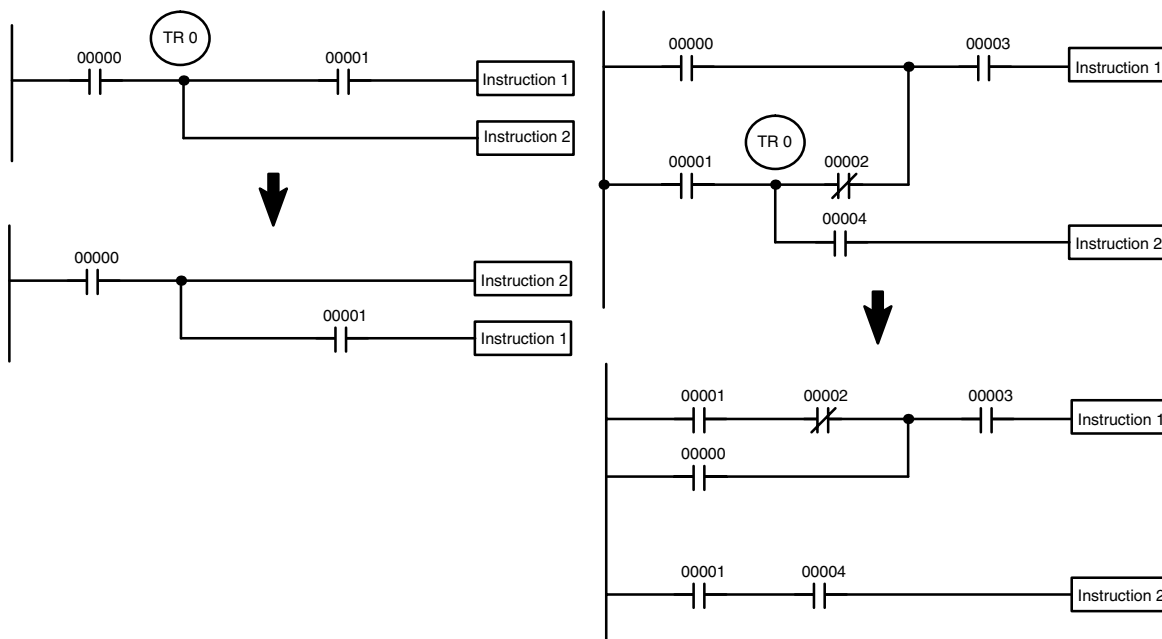 TR 0
00000
00001
Instruction 1
Instruction 2
00000
Instruction 2
00001
Instruction 1
00000
00003
Instruction 1
TR 0
00001
00002
00004
Instruction 2
00001
00002
00003
Instruction 1
00000
00001
00004
Instruction 2